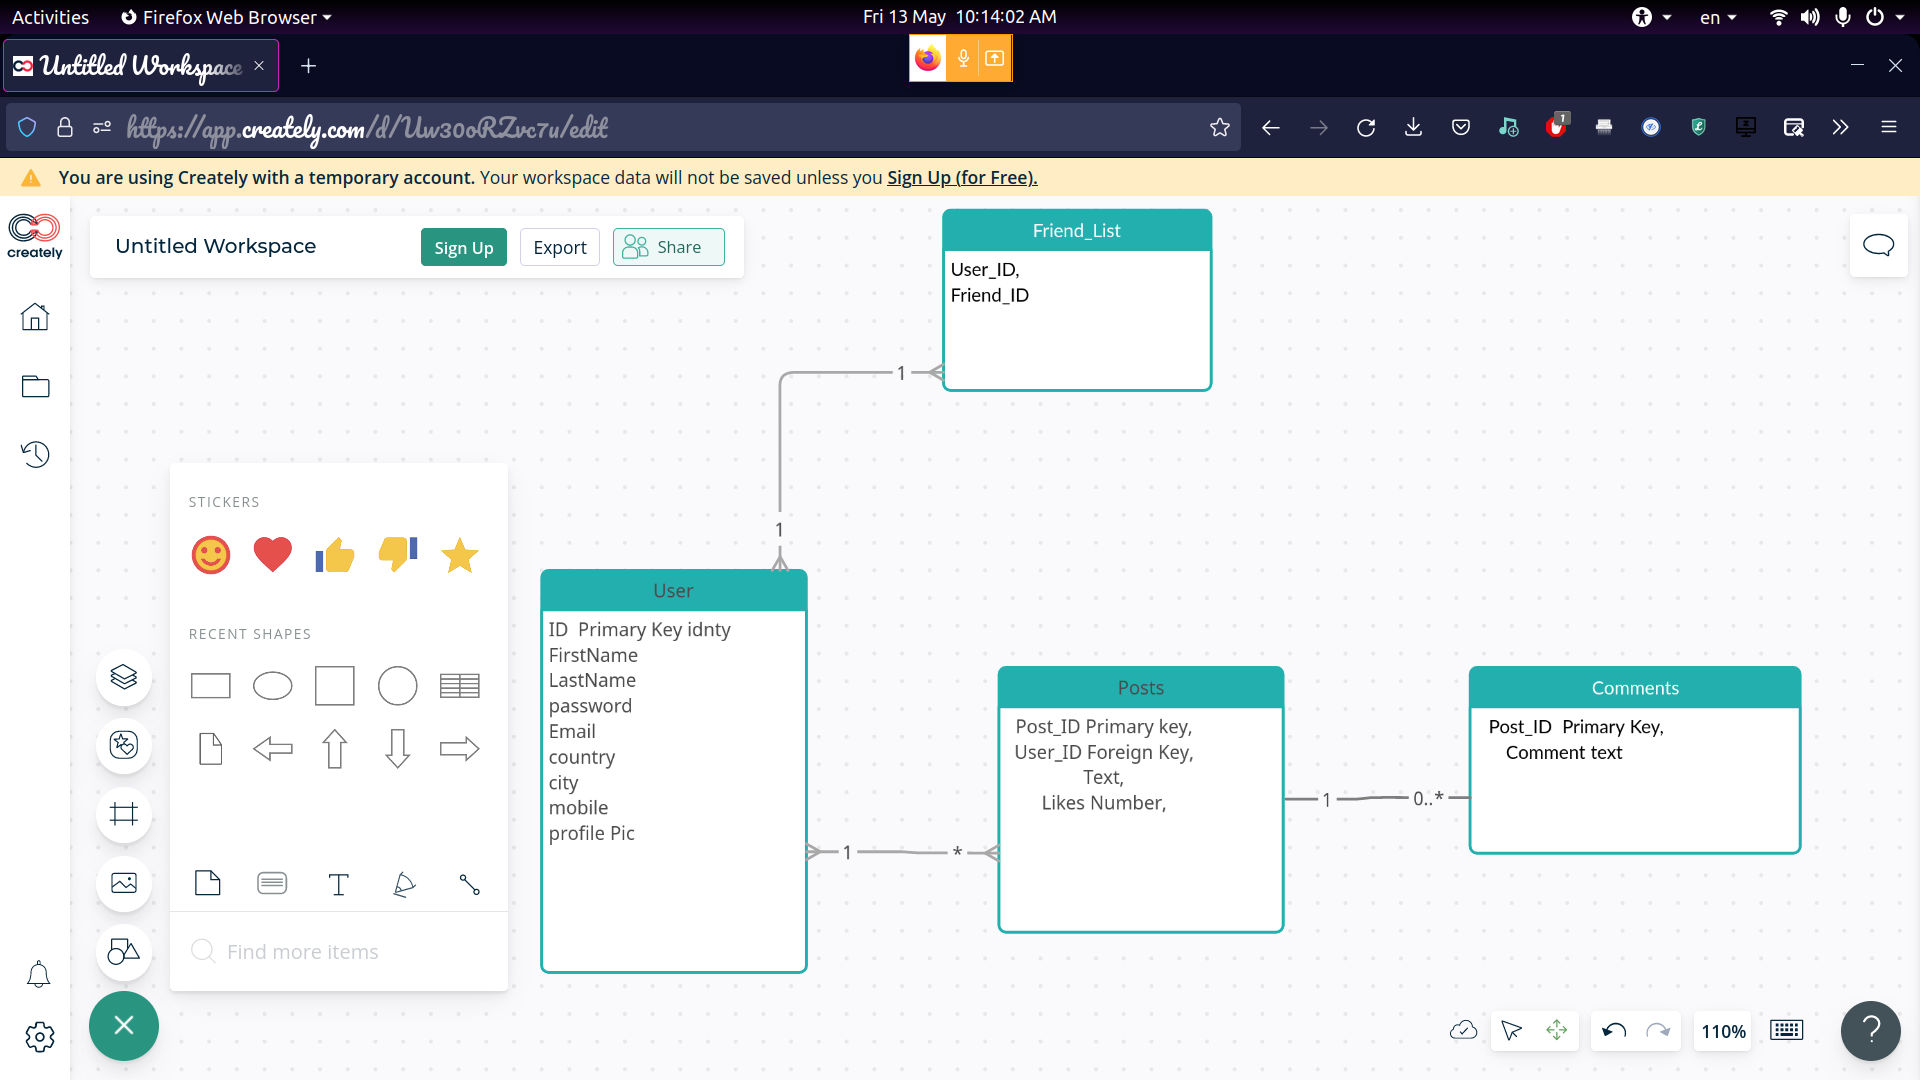 Activities
Firefox Web Browser
Fri 13 May 10:14:02 AM
en
Untitled Workspace
https://app.creately.com/d/Uw30oRZvc7u/edit
1
You are using Creately with a temporary account. Your workspace data will not be saved unless you Sign Up (for Free).
creately
Untitled Workspace
Sign Up
Export
Share
Friend_List
User_ID,
Friend_ID
1
1
STICKERS
RECENT SHAPES
T
Find more items
User
ID  Primary Key idnty
FirstName
LastName
password
Email
country
city
mobile
profile Pic
1
*
Posts
Post_ID Primary key,
User_ID Foreign Key,
Text,
Likes Number,
1
0..*
Comments
Post_ID  Primary Key,
Comment text
110%
?